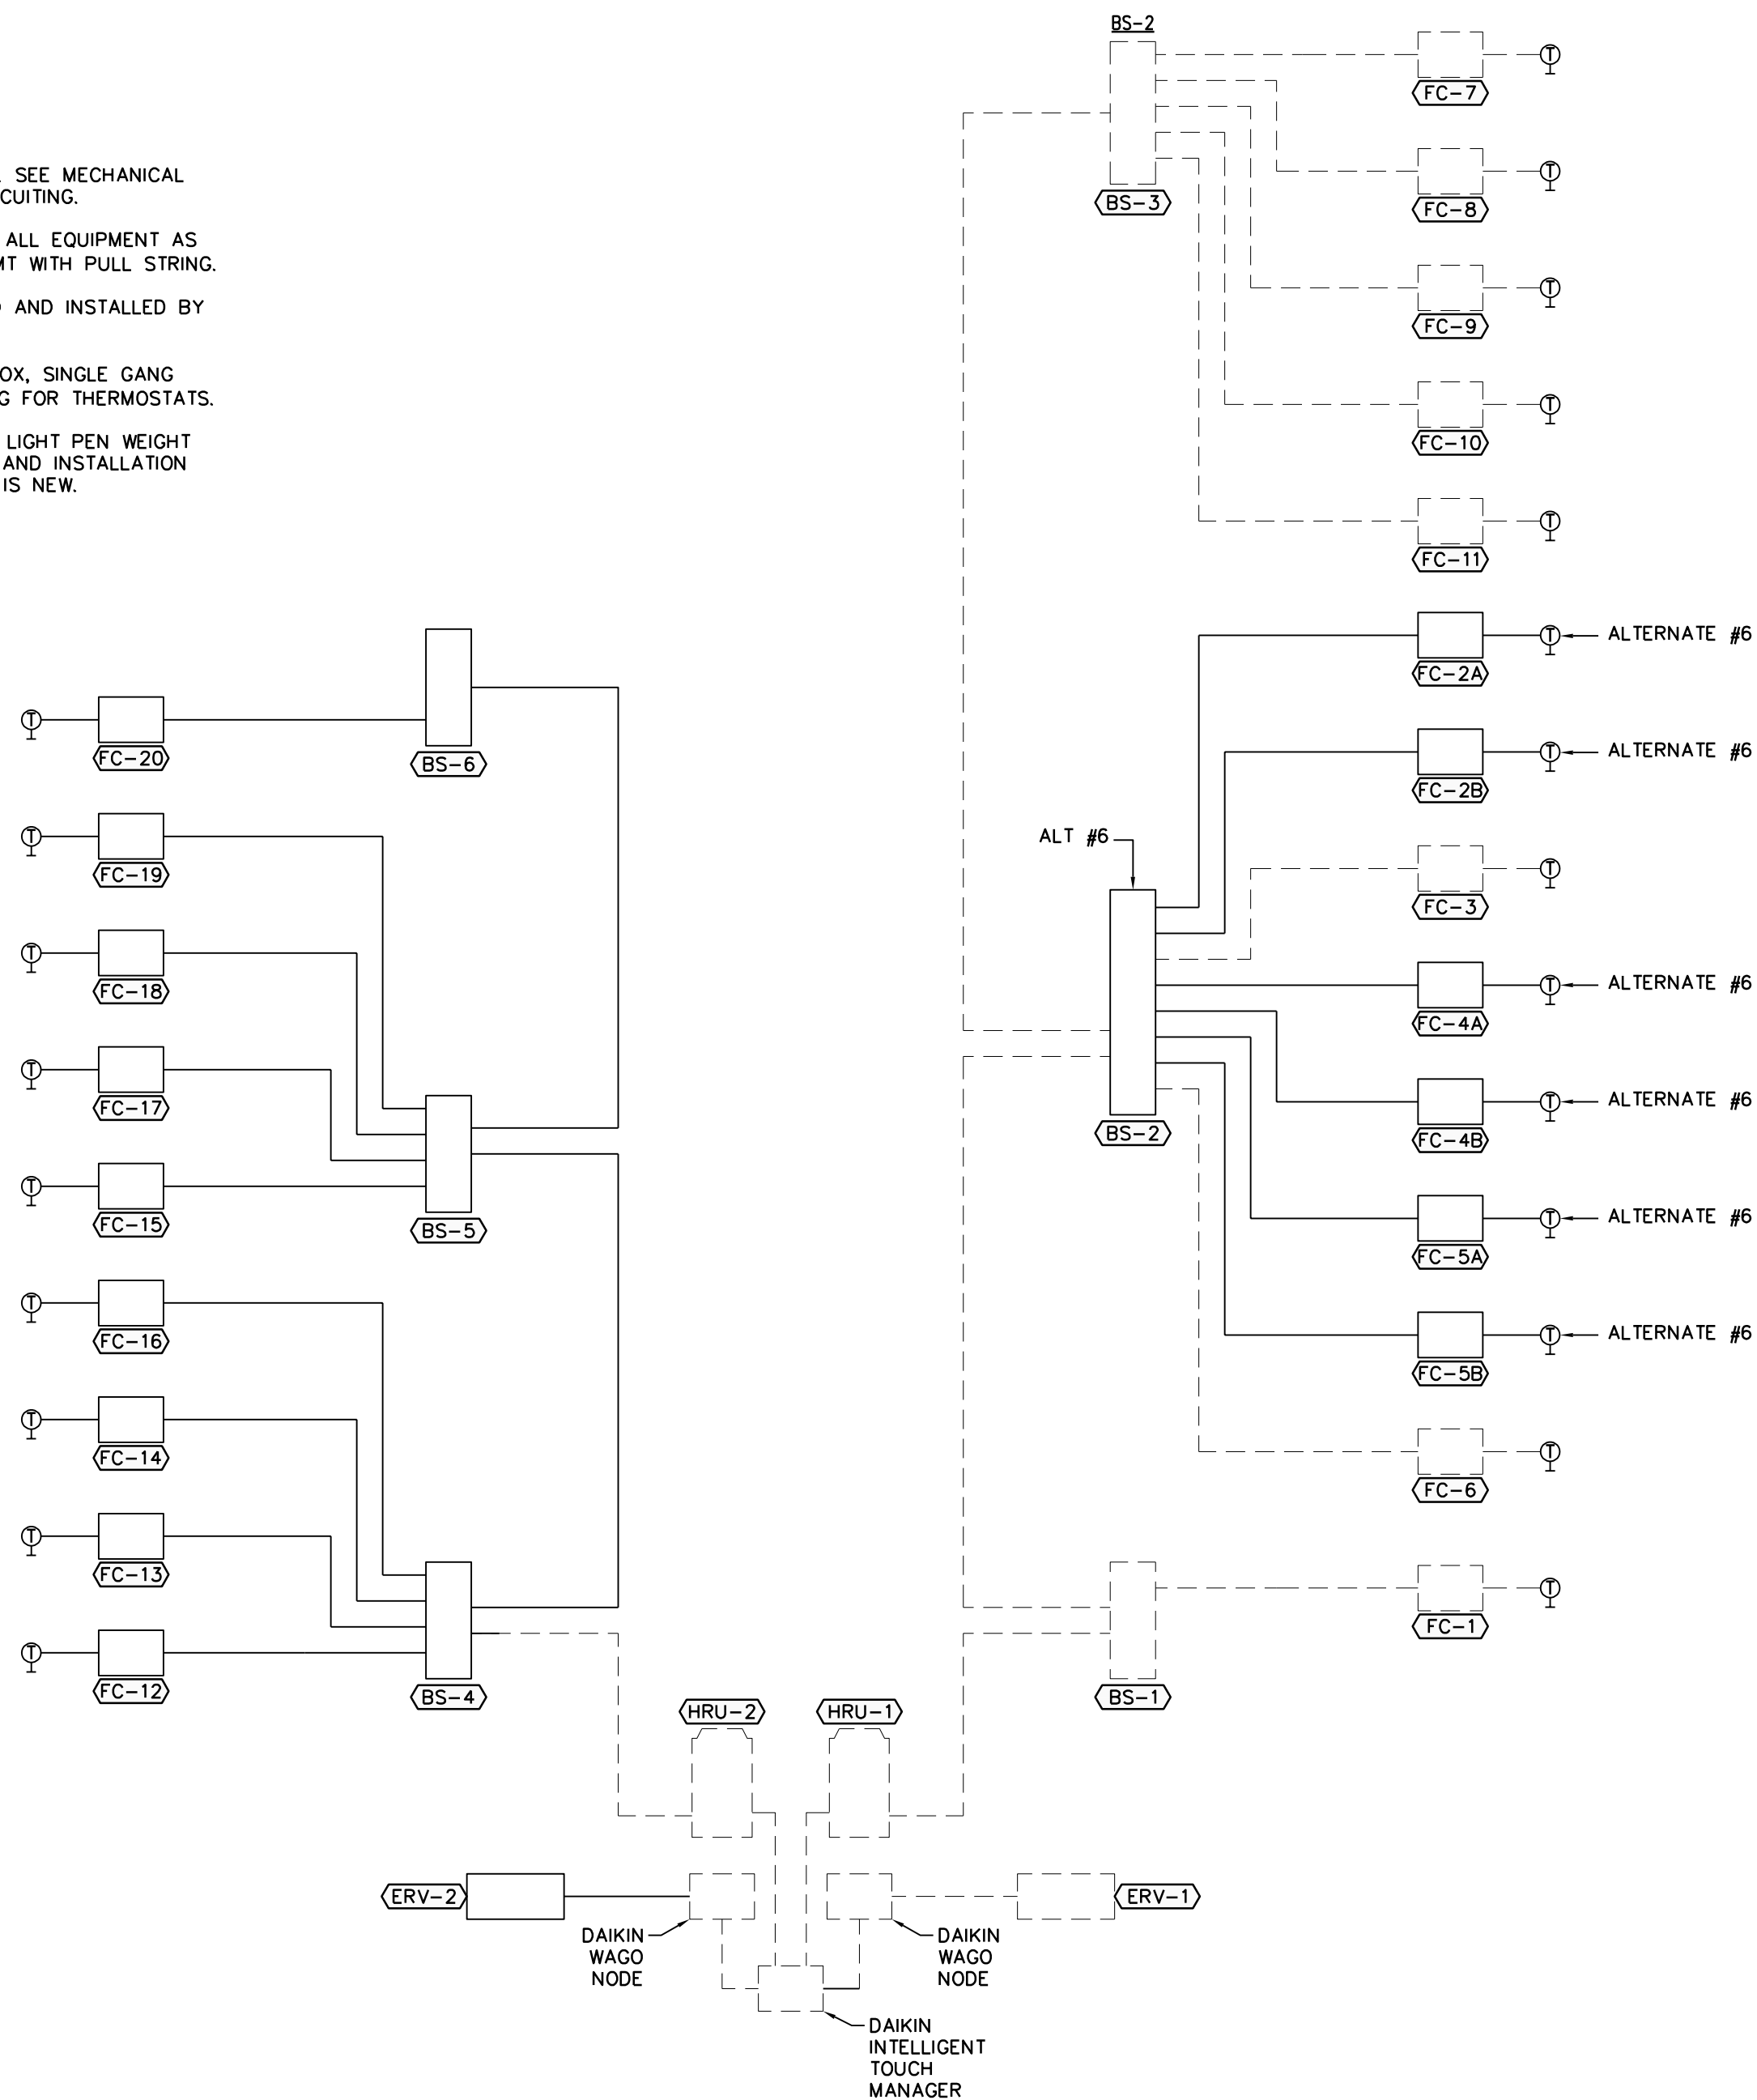 SEE MECHANICAL
CUITING.
ALL EQUIPMENT AS
MT WITH PULL STRING.
AND INSTALLED BY
OX, SINGLE GANG
G FOR THERMOSTATS.
LIGHT PEN WEIGHT
AND INSTALLATION
IS NEW.
BS-2
BS-3
T
FC-7
T
FC-8
T
FC-9
T
FC-10
T
FC-11
T
FC-2A
ALTERNATE #6
T
FC-2B
ALTERNATE #6
T
FC-3
T
FC-4A
ALTERNATE #6
T
FC-4B
ALTERNATE #6
T
FC-5A
ALTERNATE #6
T
FC-5B
ALTERNATE #6
T
FC-6
T
FC-1
ALT #6
BS-2
BS-1
T
FC-20
BS-6
T
FC-19
T
FC-18
T
FC-17
T
FC-15
BS-5
T
FC-16
T
FC-14
T
FC-13
T
FC-12
BS-4
HRU-2
HRU-1
ERV-2
ERV-1
DAIKIN
WAGO
NODE
DAIKIN
WAGO
NODE
DAIKIN
INTELLIGENT
TOUCH
MANAGER